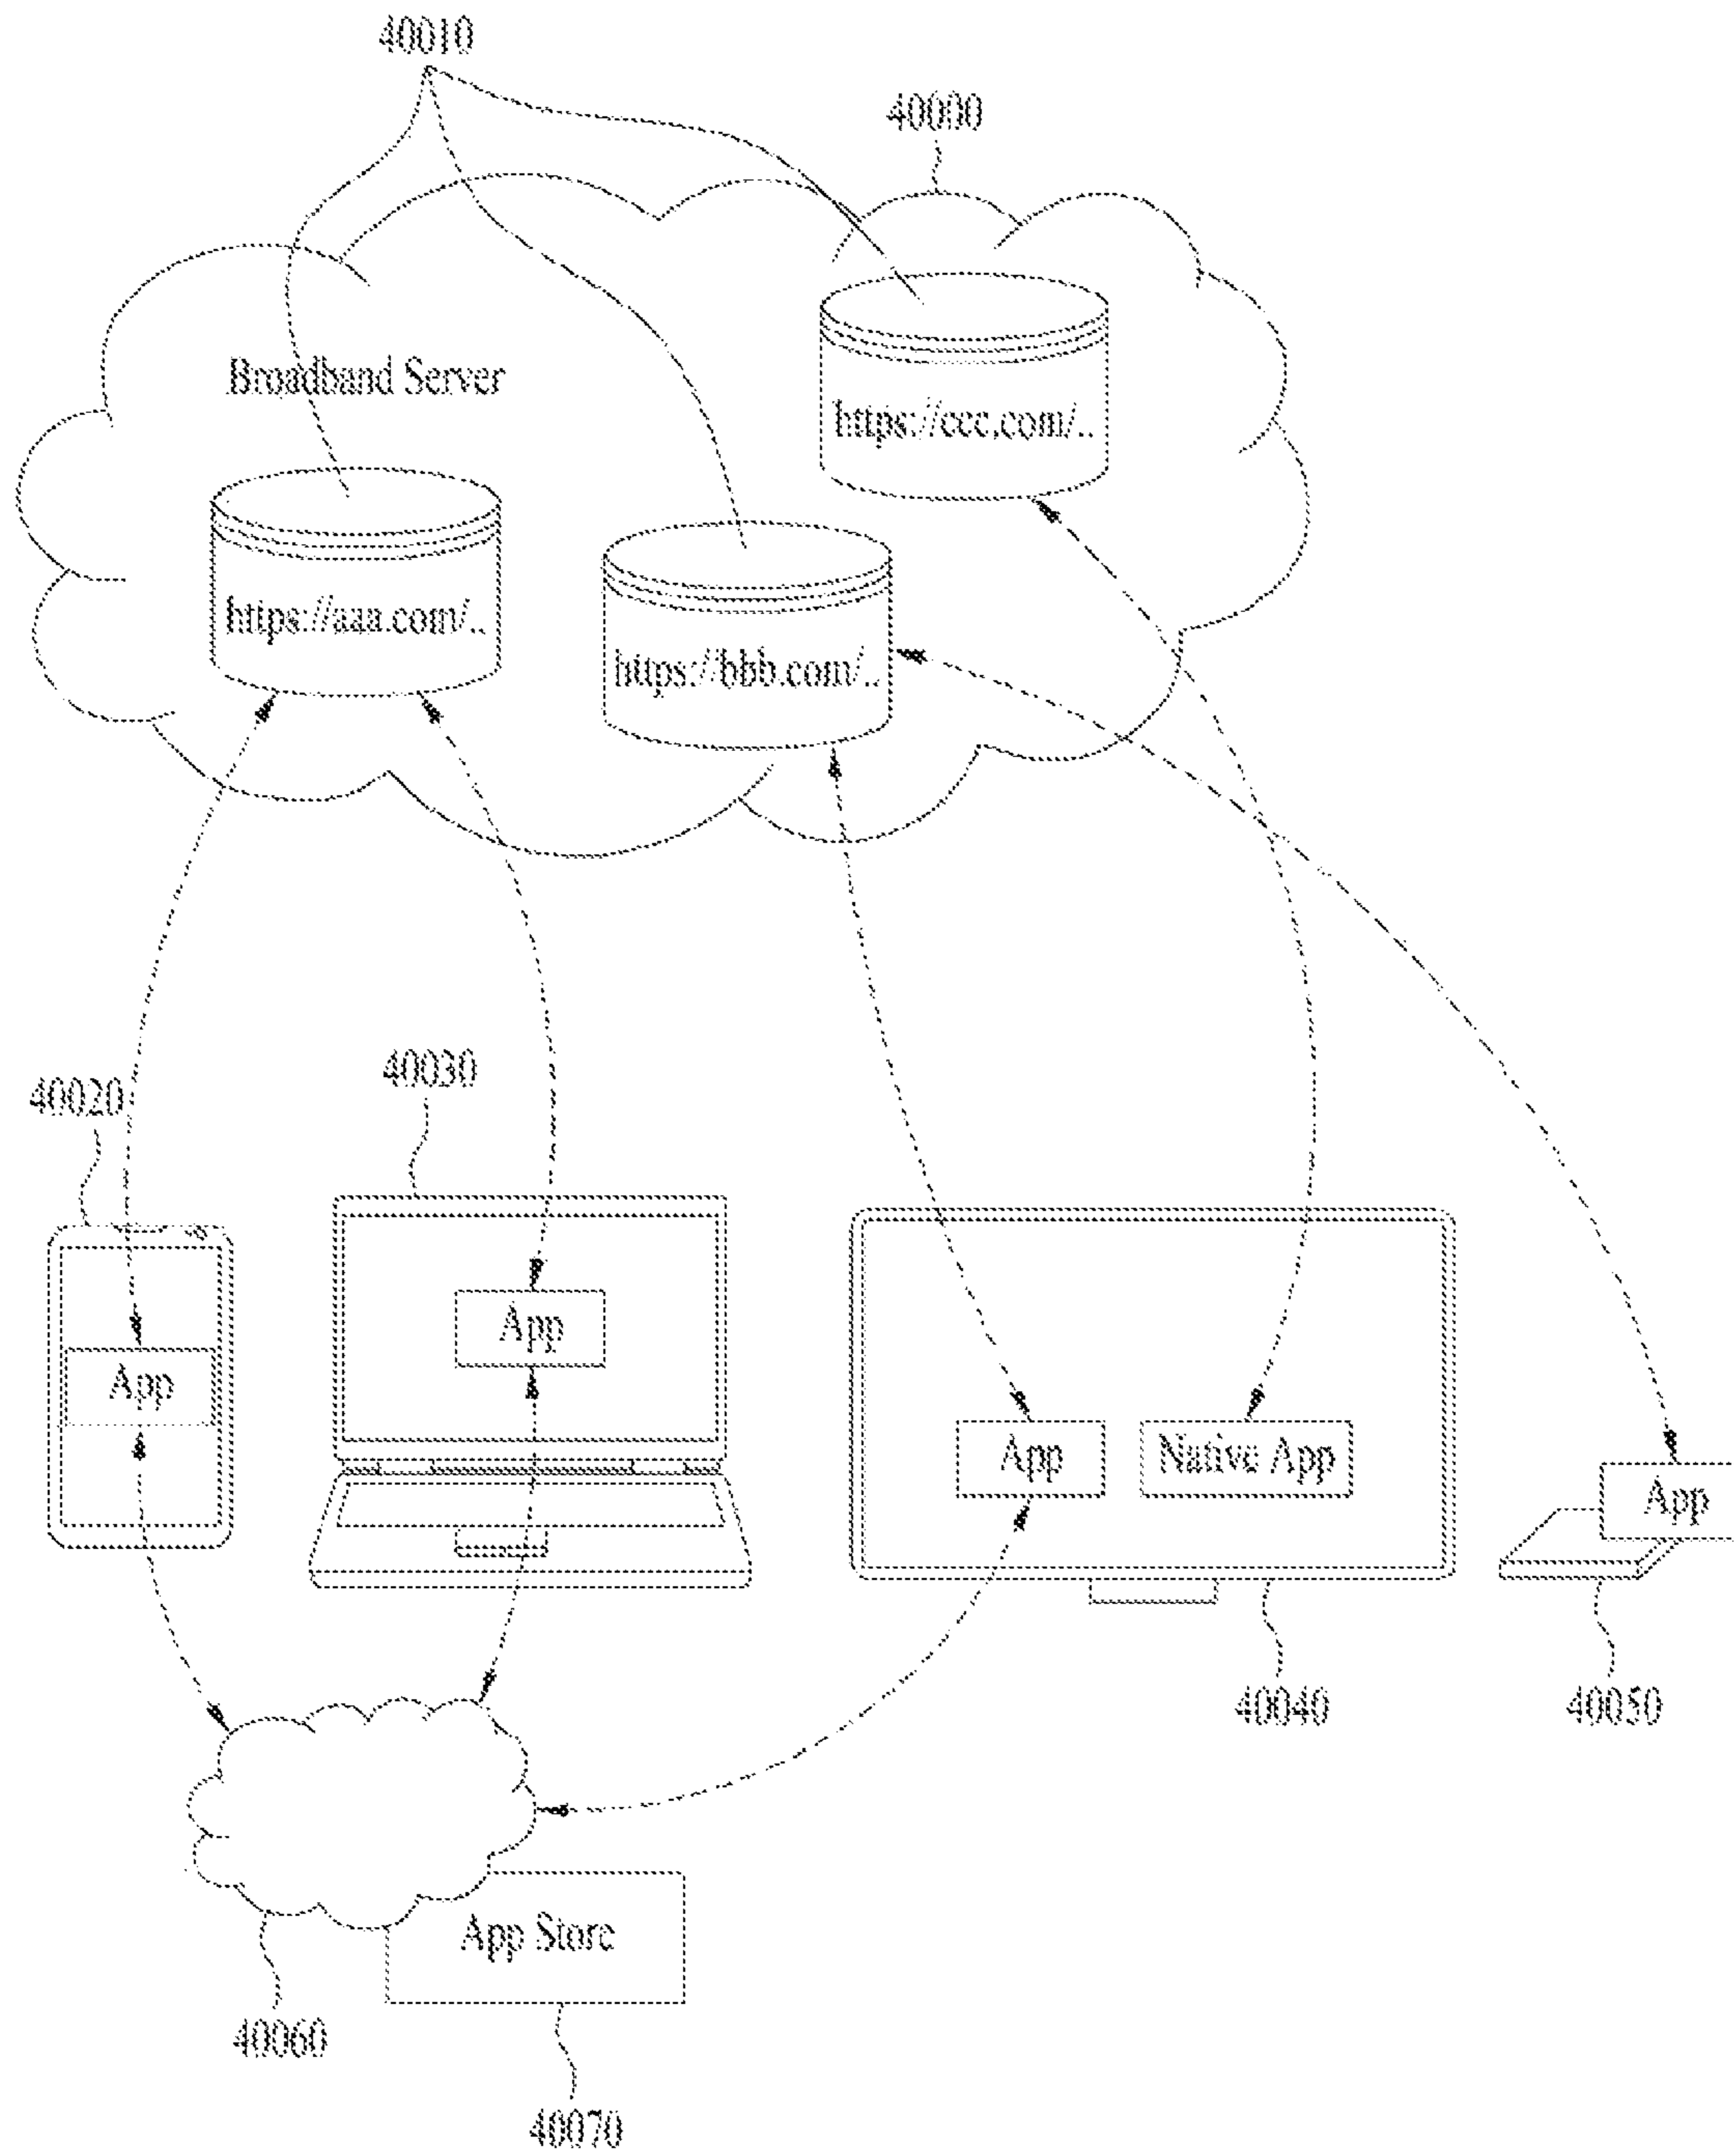 40010
40000
Broadband Server
https://ccc.com/..
https://aaa.com/..
https://bbb.com/..
40020
40030
App
App
App
Native App
App
40040
40050
App Store
40060
40070